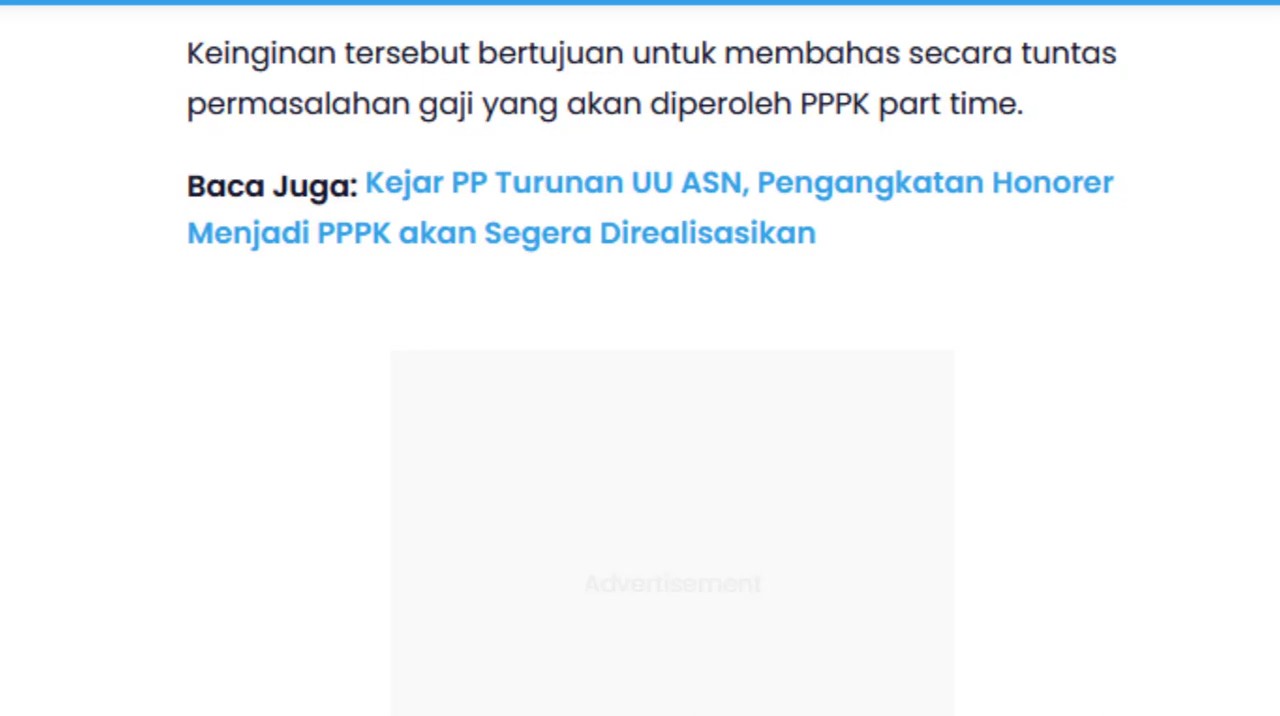 Keinginan tersebut bertujuan untuk membahas secara tuntas
permasalahan gaji yang akan diperoleh PPPK part time.
Baca Juga: Kejar PP Turunan UU ASN, Pengangkatan Honorer
Menjadi PPPK akan Segera Direalisasikan
Advertisement